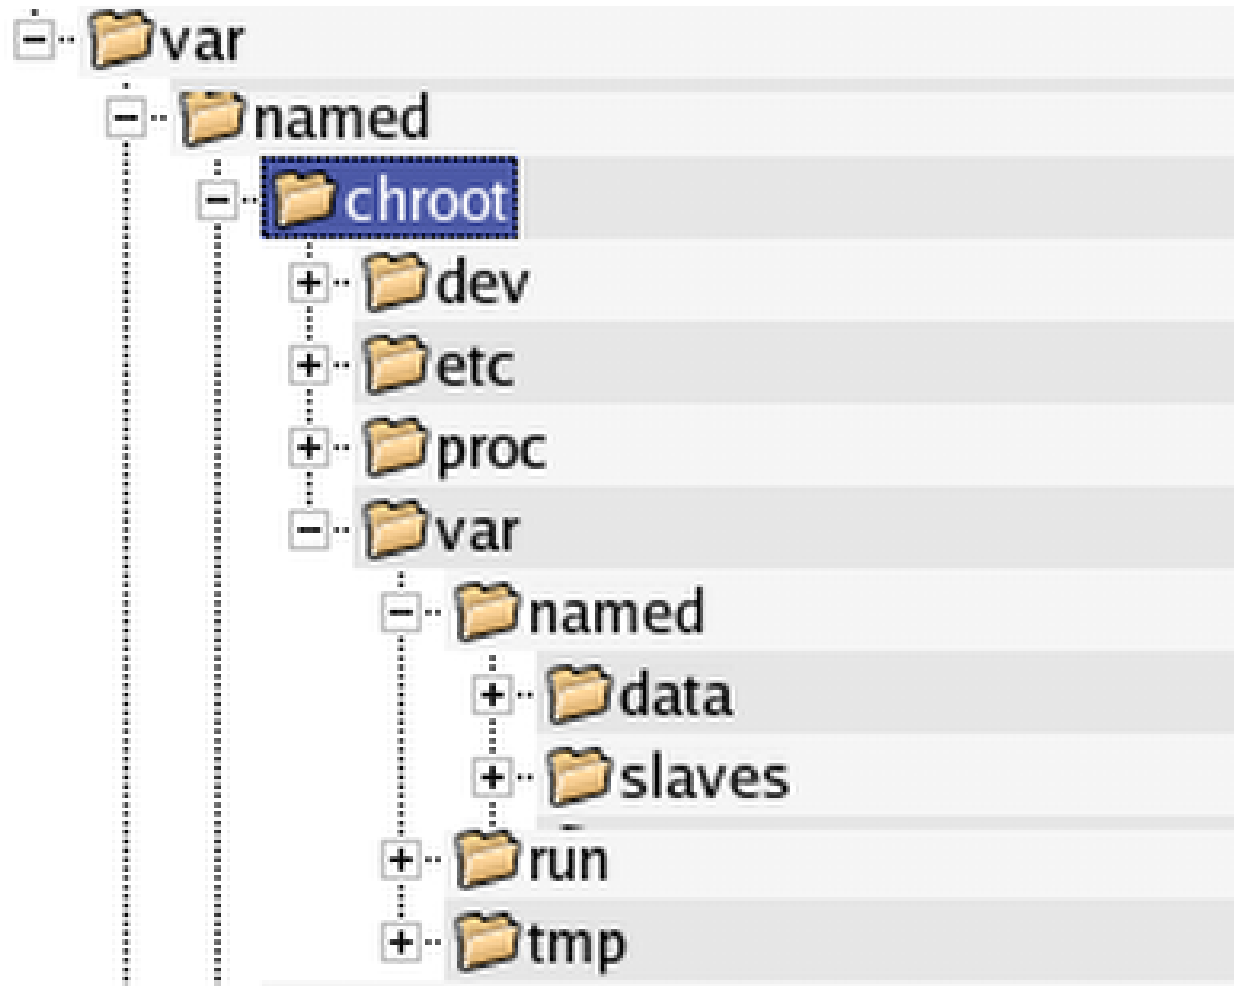 var
named
chroot
dev
etc
proc
var
named
data
slaves
run
tmp